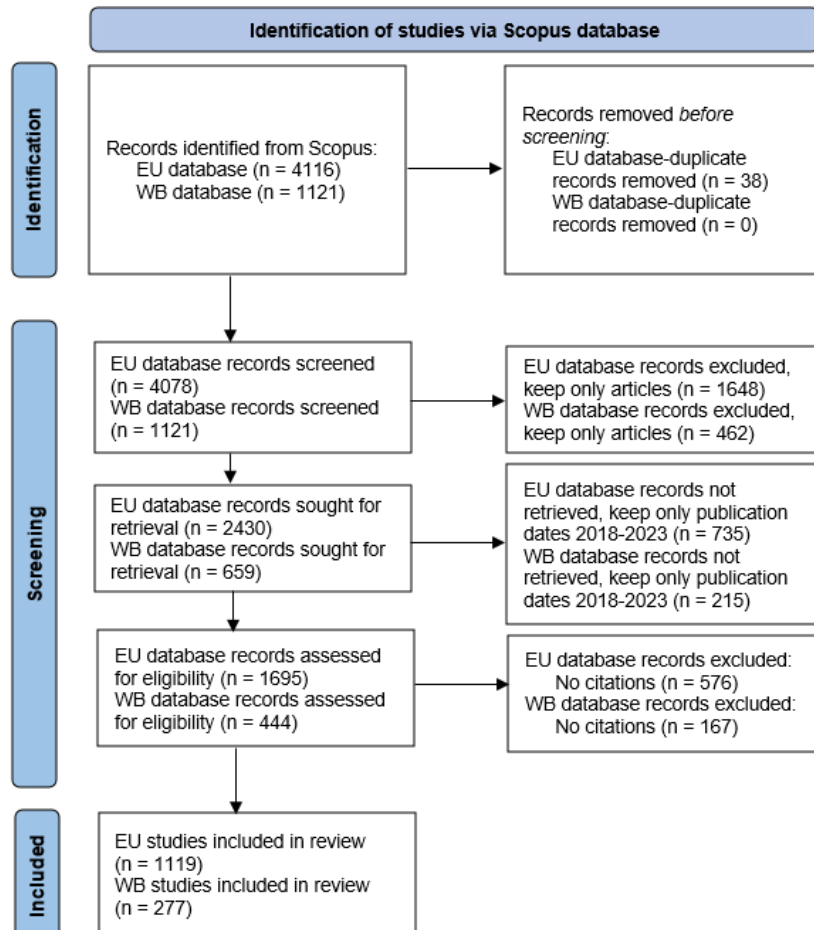 Identification of studies via Scopus database
Identification
Records identified from Scopus:
EU database (n = 4116)
WB database (n = 1121)
Records removed before
screening:
EU database-duplicate
records removed (n = 38)
WB database-duplicate
records removed (n = 0)
Screening
EU database records screened
(n = 4078)
WB database records screened
(n = 1121)
EU database records excluded,
keep only articles (n = 1648)
WB database records excluded,
keep only articles (n = 462)
EU database records sought for
retrieval (n = 2430)
WB database records sought for
retrieval (n = 659)
EU database records not
retrieved, keep only publication
dates 2018-2023 (n = 735)
WB database records not
retrieved, keep only publication
dates 2018-2023 (n = 215)
EU database records assessed
for eligibility (n = 1695)
WB database records assessed
for eligibility (n = 444)
EU database records excluded:
No citations (n = 576)
WB database records excluded:
No citations (n = 167)
Included
EU studies included in review
(n = 1119)
WB studies included in review
(n = 277)